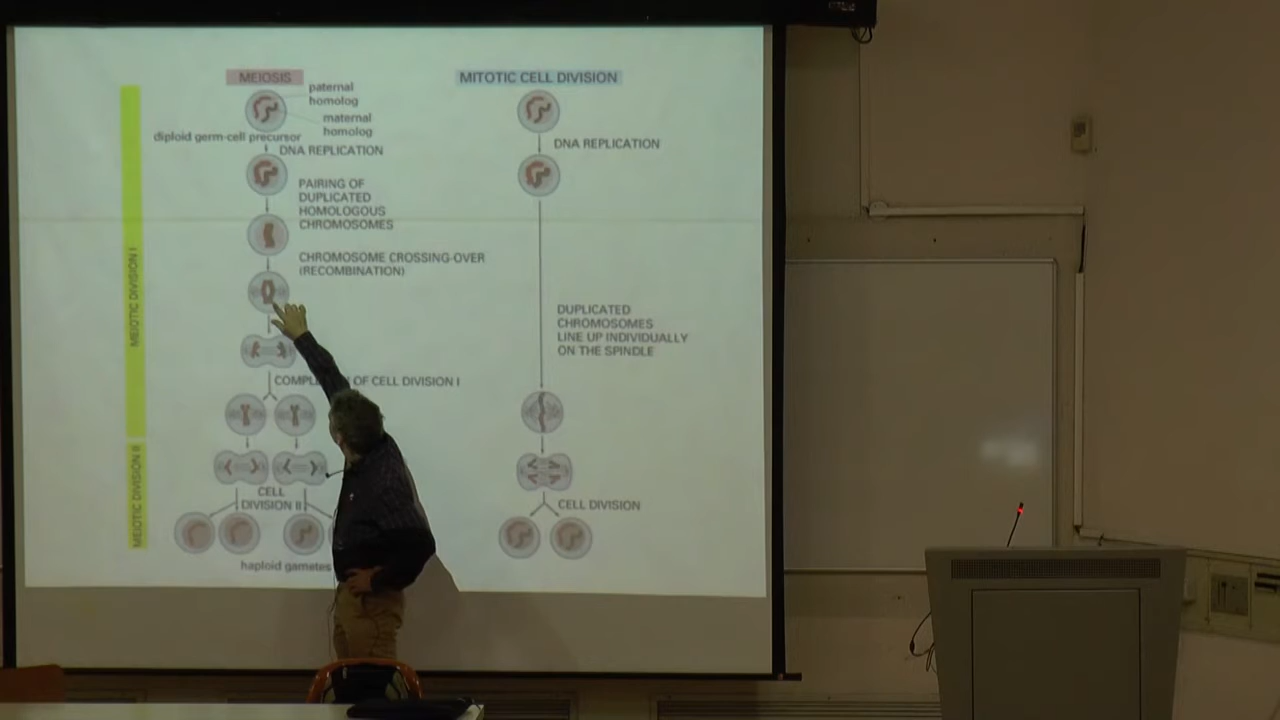 MEIOSIS
paternal
homolog
maternal
homolog
diploid germ-cell precursor
DNA REPLICATION
PAIRING OF
DUPLICATED
HOMOLOGOUS
CHROMOSOMES
CHROMOSOME CROSSING-OVER
(RECOMBINATION)
OF CELL DIVISION I
CELL
DIVISION II
haploid gametes
MEIOTIC DIVISION I
MEIOTIC DIVISION II
MITOTIC CELL DIVISION
DNA REPLICATION
DUPLICATED
CHROMOSOMES
LINE UP INDIVIDUALLY
ON THE SPINDLE
CELL DIVISION